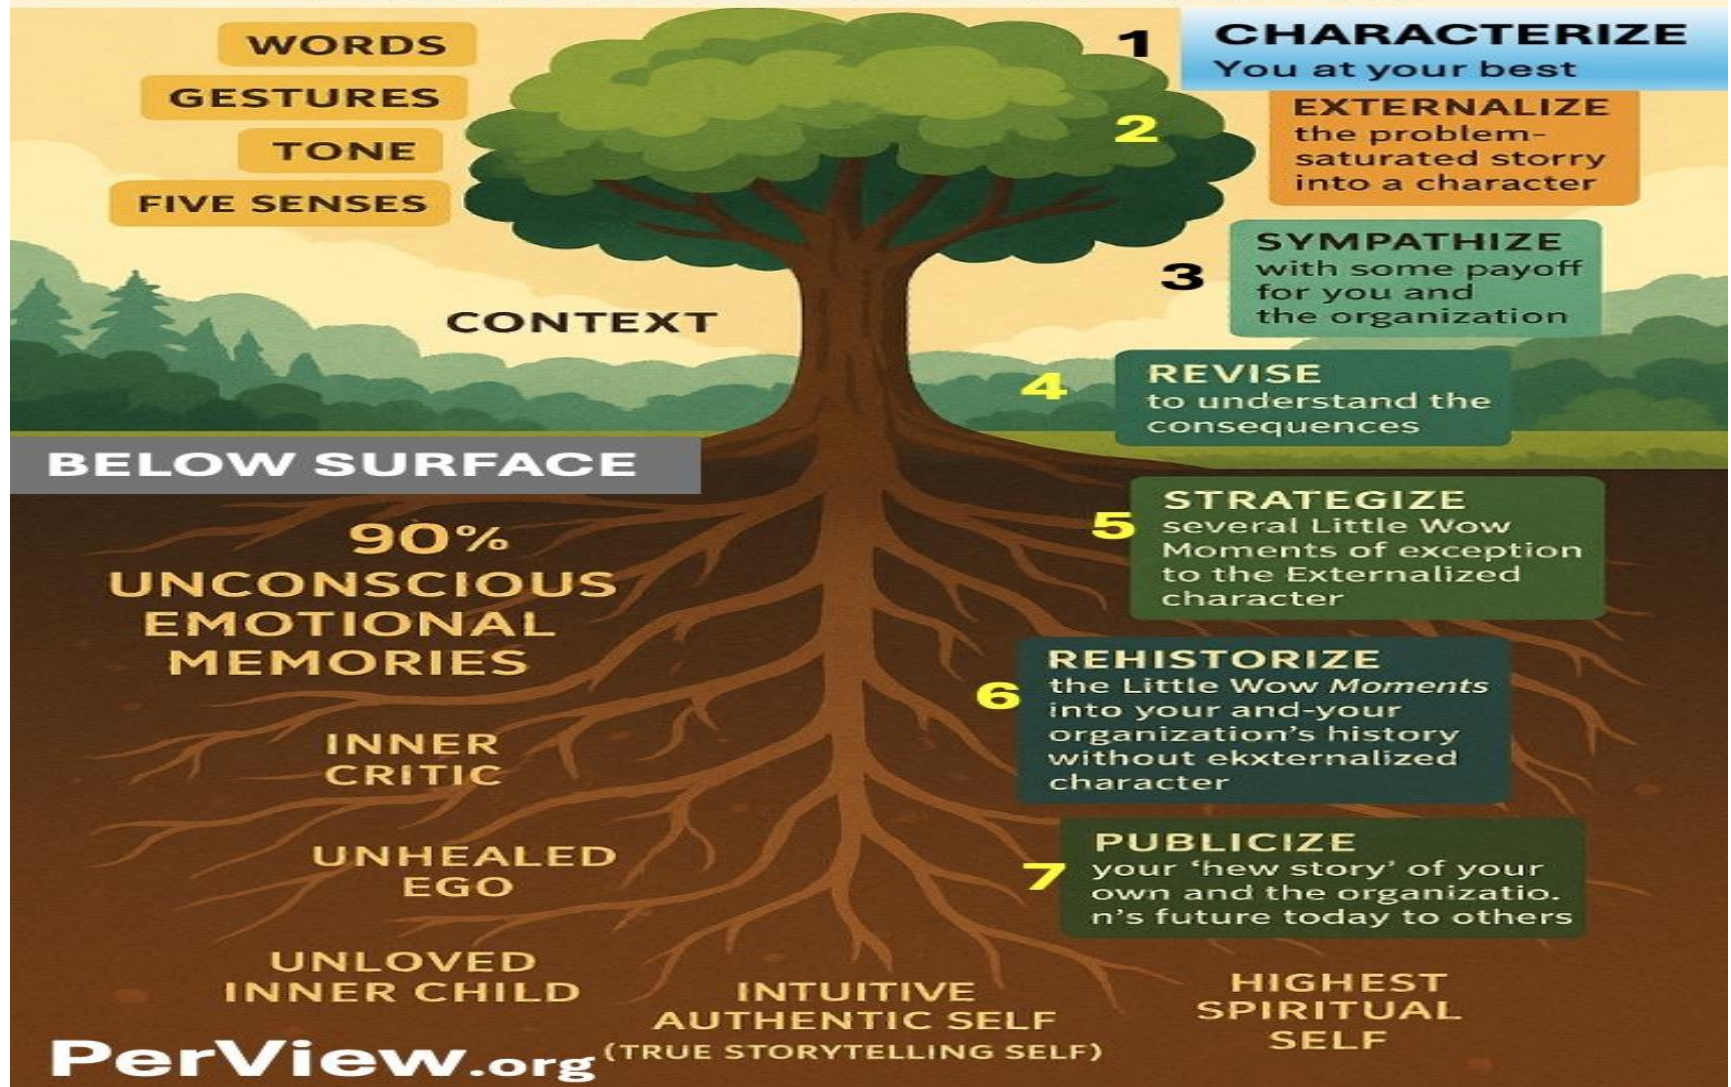 WORDS
GESTURES
TONE
FIVE SENSES
CONTEXT
1
CHARACTERIZE
You at your best
2
EXTERNALIZE
the problem-
saturated storry
into a character
3
SYMPATHIZE
with some payoff
for you and
the organization
4
REVISE
to understand the
consequences
BELOW SURFACE
90%
UNCONSCIOUS
EMOTIONAL
MEMORIES
INNER
CRITIC
UNHEALED
EGO
UNLOVED
INNER CHILD
5
STRATEGIZE
several Little Wow
Moments of exception
to the Externalized
character
6
REHISTORIZE
the Little Wow Moments
into your and-your
organization's history
without ekxternalized
character
7
PUBLICIZE
your ‘hew story’ of your
own and the organizatio.
n's future today to others
INTUITIVE
AUTHENTIC SELF
(TRUE STORYTELLING SELF)
HIGHEST
SPIRITUAL
SELF
PerView.org